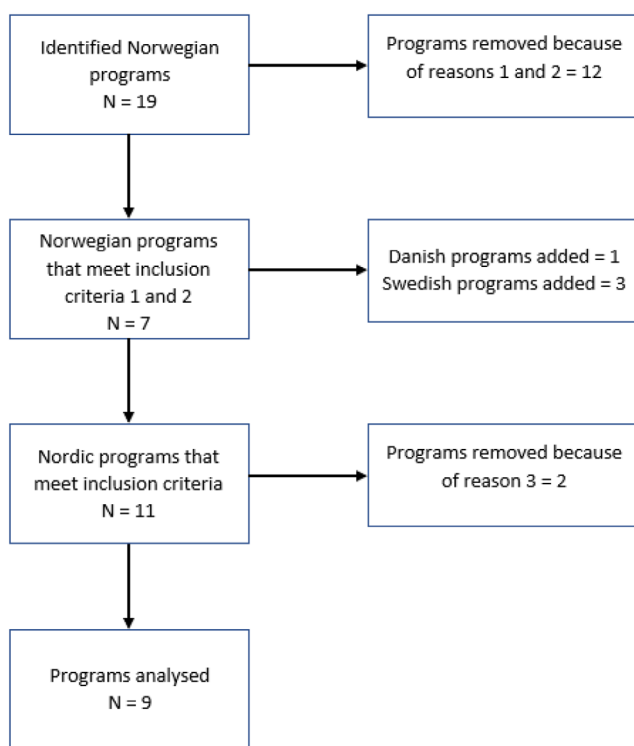 Identified Norwegian
programs
N = 19
Programs removed because
of reasons 1 and 2 = 12
Norwegian programs
that meet inclusion
criteria 1 and 2
N = 7
Danish programs added = 1
Swedish programs added = 3
Nordic programs that
meet inclusion criteria
N = 11
Programs removed because
of reason 3 = 2
Programs analysed
N = 9